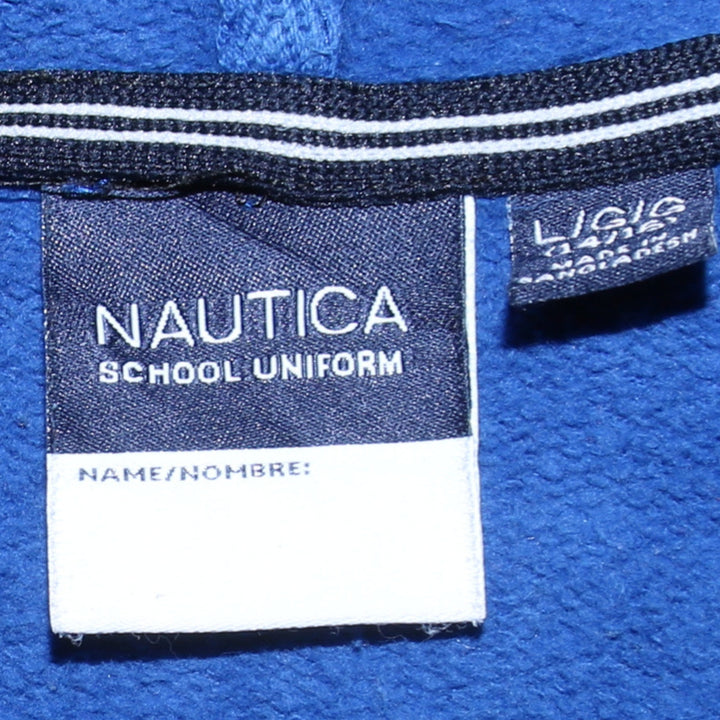 NAUTICA
SCHOOL UNIFORM
NAME/NOMBRE:
L/G/G
14/16
MADE IN
BANGLADESH